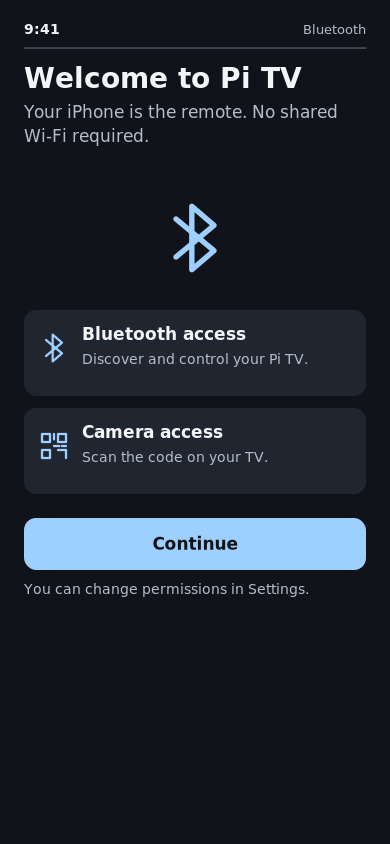 9:41
Bluetooth
Welcome to Pi TV
Your iPhone is the remote. No shared
Wi-Fi required.
Bluetooth access
Discover and control your Pi TV.
Camera access
Scan the code on your TV.
Continue
You can change permissions in Settings.